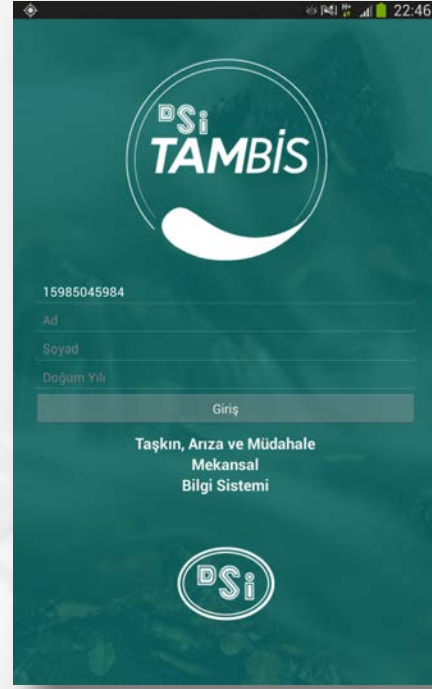 22:46
DSİ
TAMBİS
15985045984
Ad
Soyad
Doğum Yılı
Giriş
Taşkın, Arıza ve Müdahale
Mekansal
Bilgi Sistemi
DSİ